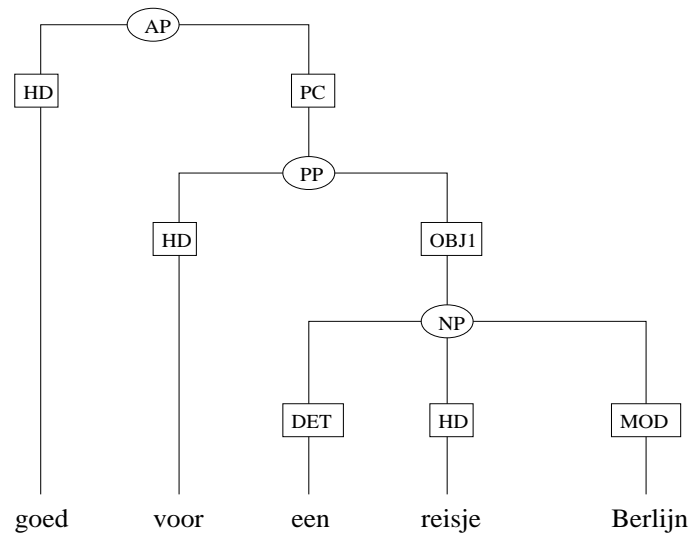 AP
HD PC
PP
HD OBJ1
NP
DET HD MOD
goed voor een reisje Berlijn